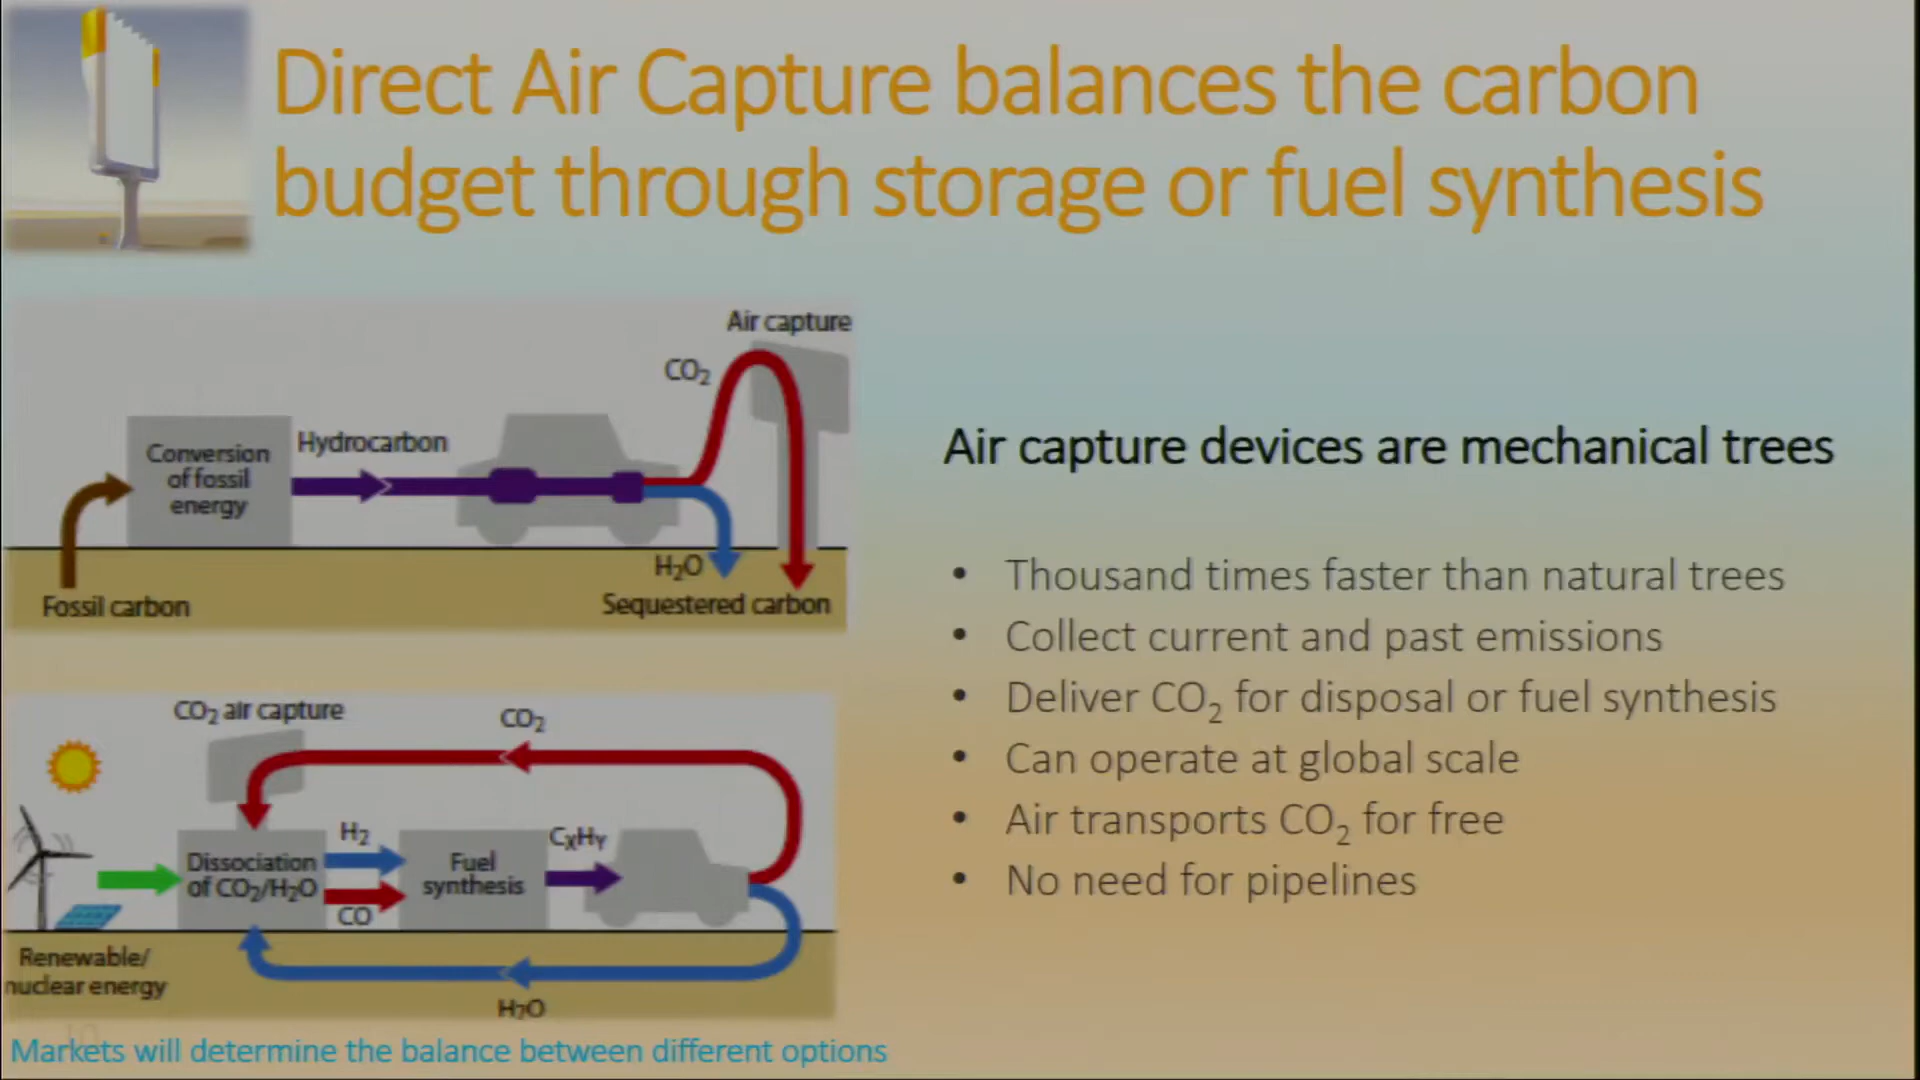 Direct Air Capture balances the carbon
budget through storage or fuel synthesis
Air capture
CO₂
Conversion
of fossil
energy
Hydrocarbon
H₂O
Fossil carbon
Sequestered carbon
CO₂ air capture
CO₂
H₂
CO
Dissociation
of CO₂/H₂O
Fuel
synthesis
CXHY
Renewable/
nuclear energy
H₂O
Markets will determine the balance between different options
Air capture devices are mechanical trees
• Thousand times faster than natural trees
• Collect current and past emissions
• Deliver CO₂ for disposal or fuel synthesis
• Can operate at global scale
• Air transports CO₂ for free
• No need for pipelines